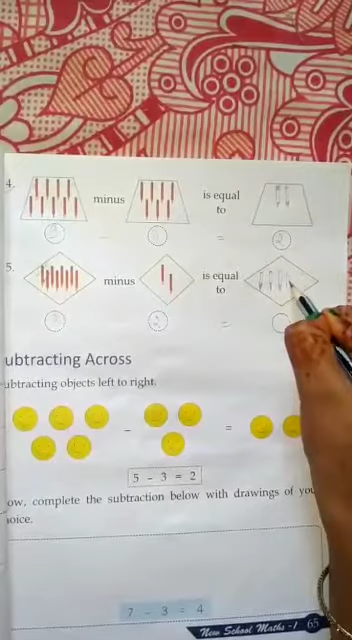 4. minus is equal
to
- = 2
5. minus is equal
to
2 =
ubtracting Across
ubtracting objects left to right.
- =
5 - 3 = 2
ow, complete the subtraction below with drawings of you
hoice.
7 - 3 = 4
New School Maths -1 65